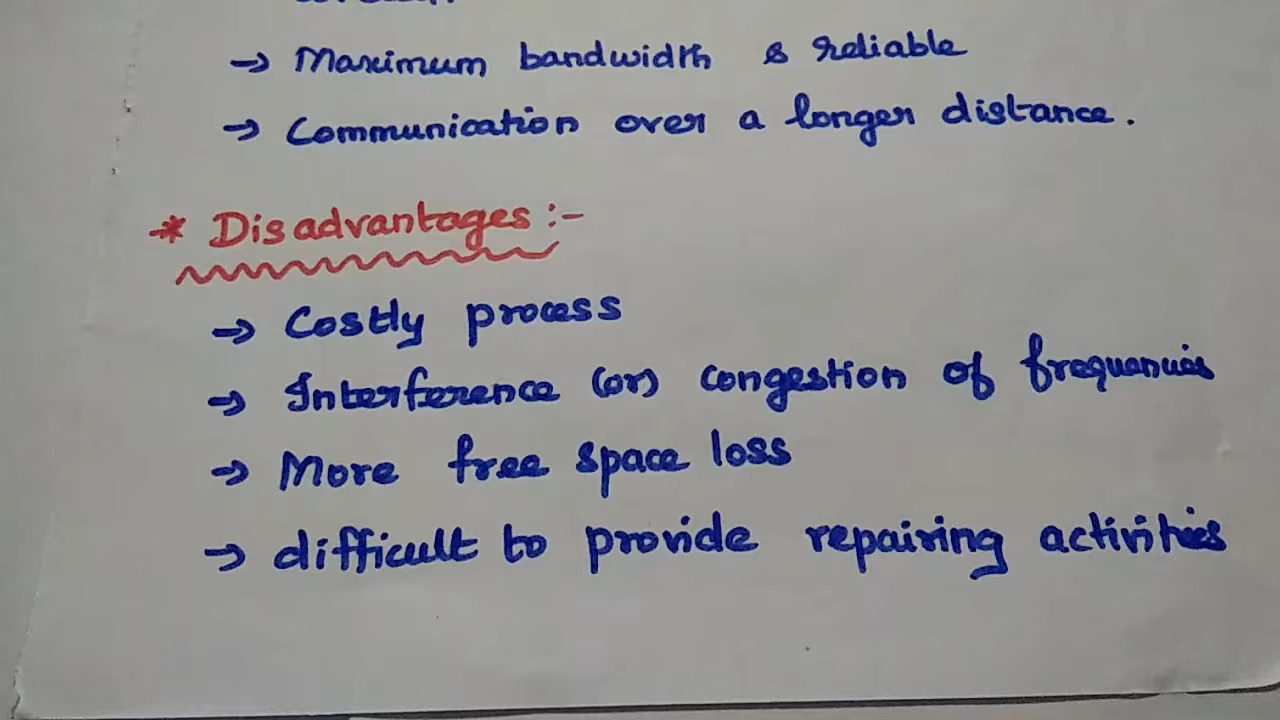 → Maximum bandwidth & reliable
→ Communication over a longer distance.
* Disadvantages :-
→ Costly process
→ Interference (or) congestion of frequencies
→ More free space loss
→ difficult to provide repairing activities